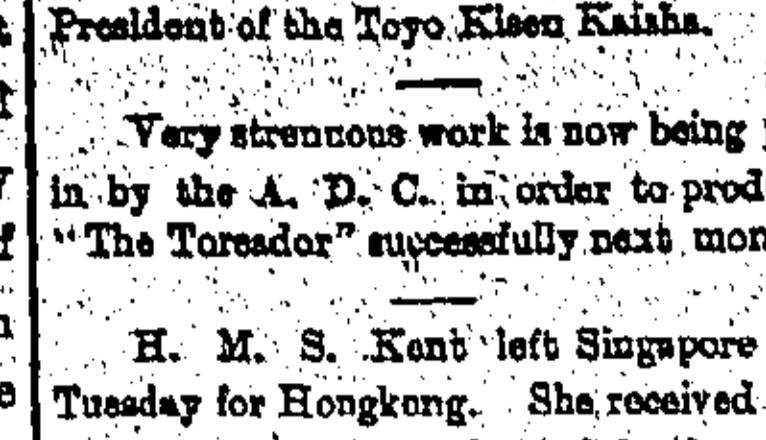 President of the Toyo Kisen Kaisha.
Very strenuous work is now being
in by the A. D. C. in order to prod
"The Toreador" successfully next mon
H. M. S. Kent left Singapore
Tuesday for Hongkong. She received